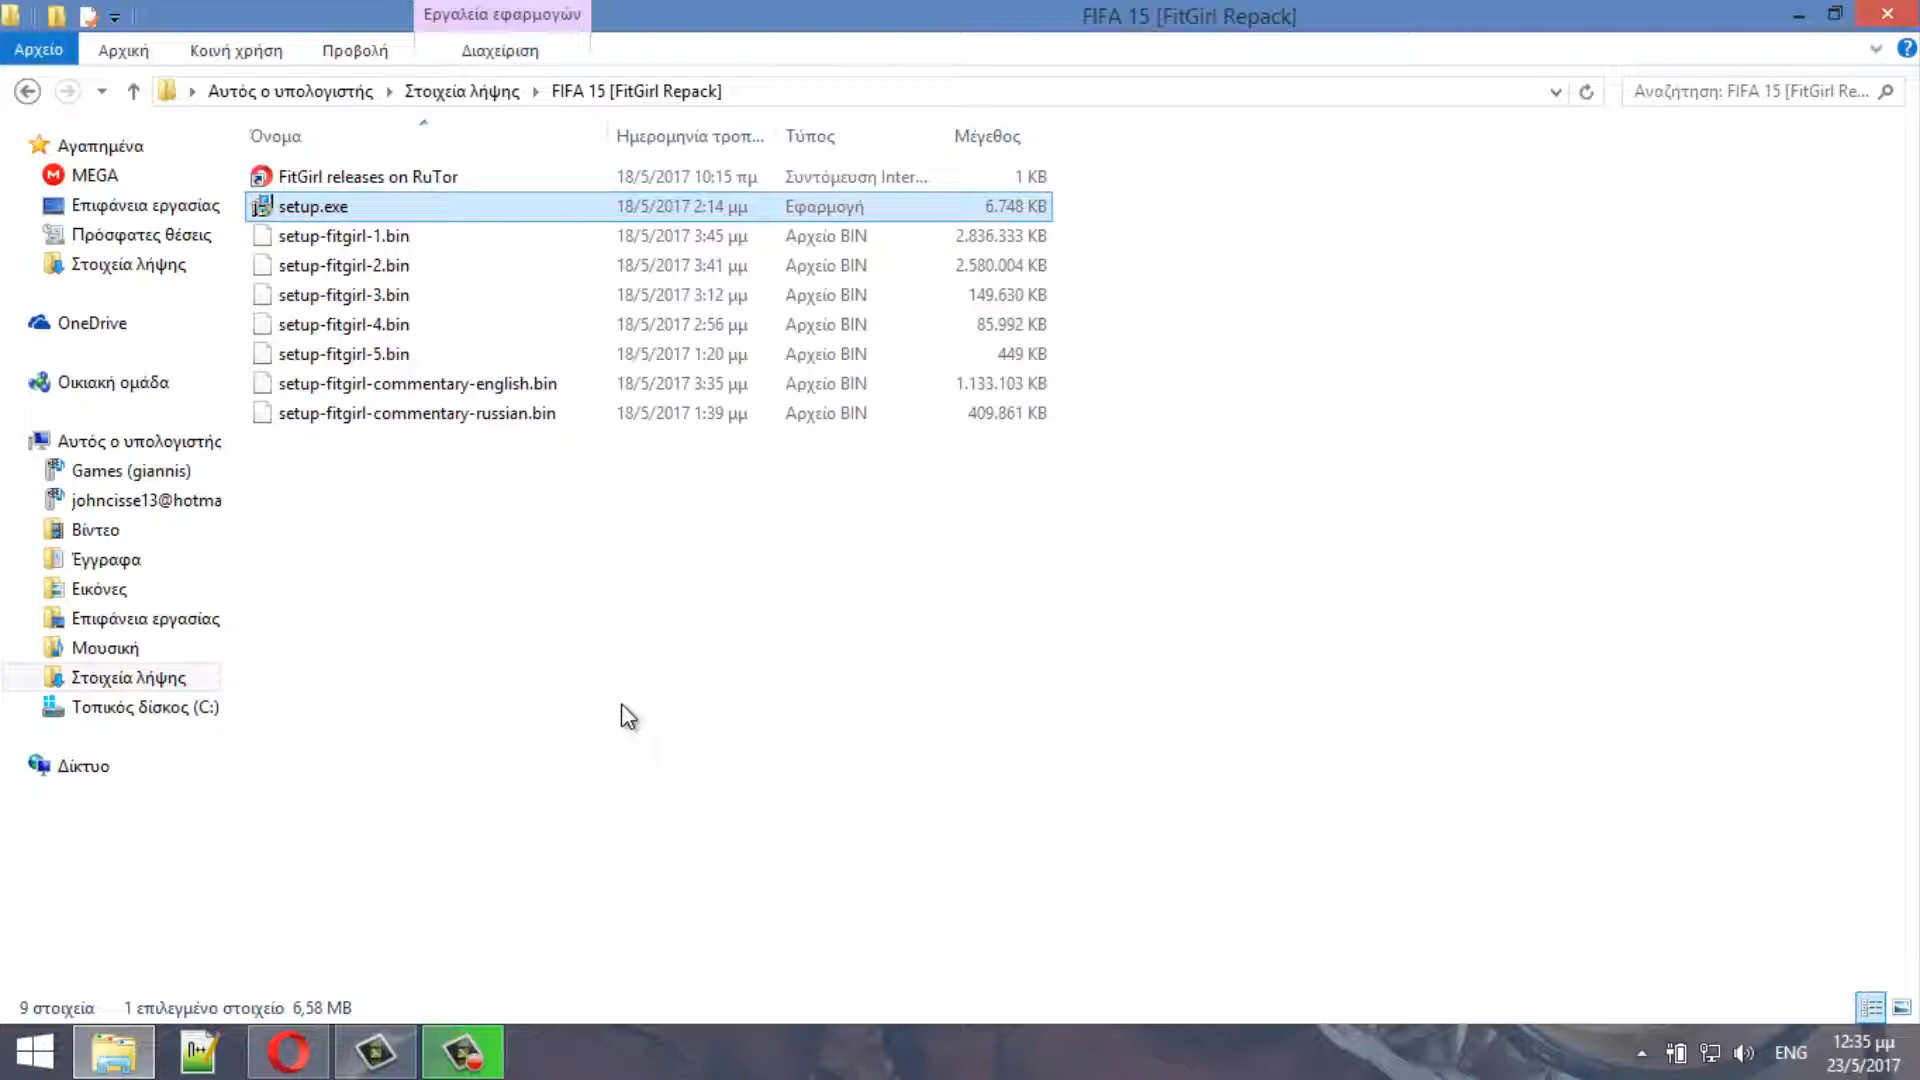 Εργαλεία εφαρμογών
FIFA 15 [FitGirl Repack]
Αρχείο
Αρχική
Κοινή χρήση
Προβολή
Διαχείριση
Αυτός ο υπολογιστής
Στοιχεία λήψης
FIFA 15 [FitGirl Repack]
Αναζήτηση: FIFA 15 [FitGirl Re...
Όνομα
Ημερομηνία τροπ...
Τύπος
Μέγεθος
FitGirl releases on RuTor 18/5/2017 10:15 πμ Συντόμευση Inter... 1 KB
setup.exe 18/5/2017 2:14 μμ Εφαρμογή 6.748 KB
setup-fitgirl-1.bin 18/5/2017 3:45 μμ Αρχείο BIN 2.836.333 KB
setup-fitgirl-2.bin 18/5/2017 3:41 μμ Αρχείο BIN 2.580.004 KB
setup-fitgirl-3.bin 18/5/2017 3:12 μμ Αρχείο BIN 149.630 KB
setup-fitgirl-4.bin 18/5/2017 2:56 μμ Αρχείο BIN 85.992 KB
setup-fitgirl-5.bin 18/5/2017 1:20 μμ Αρχείο BIN 449 KB
setup-fitgirl-commentary-english.bin 18/5/2017 3:35 μμ Αρχείο BIN 1.133.103 KB
setup-fitgirl-commentary-russian.bin 18/5/2017 1:39 μμ Αρχείο BIN 409.861 KB
Αγαπημένα
MEGA
Επιφάνεια εργασίας
Πρόσφατες θέσεις
Στοιχεία λήψης
OneDrive
Οικιακή ομάδα
Αυτός ο υπολογιστής
Games (giannis)
johncisse13@hotma
Βίντεο
Έγγραφα
Εικόνες
Επιφάνεια εργασίας
Μουσική
Στοιχεία λήψης
Τοπικός δίσκος (C:)
Δίκτυο
9 στοιχεία
1 επιλεγμένο στοιχείο 6,58 MB
ENG
12:35 μμ
23/5/2017